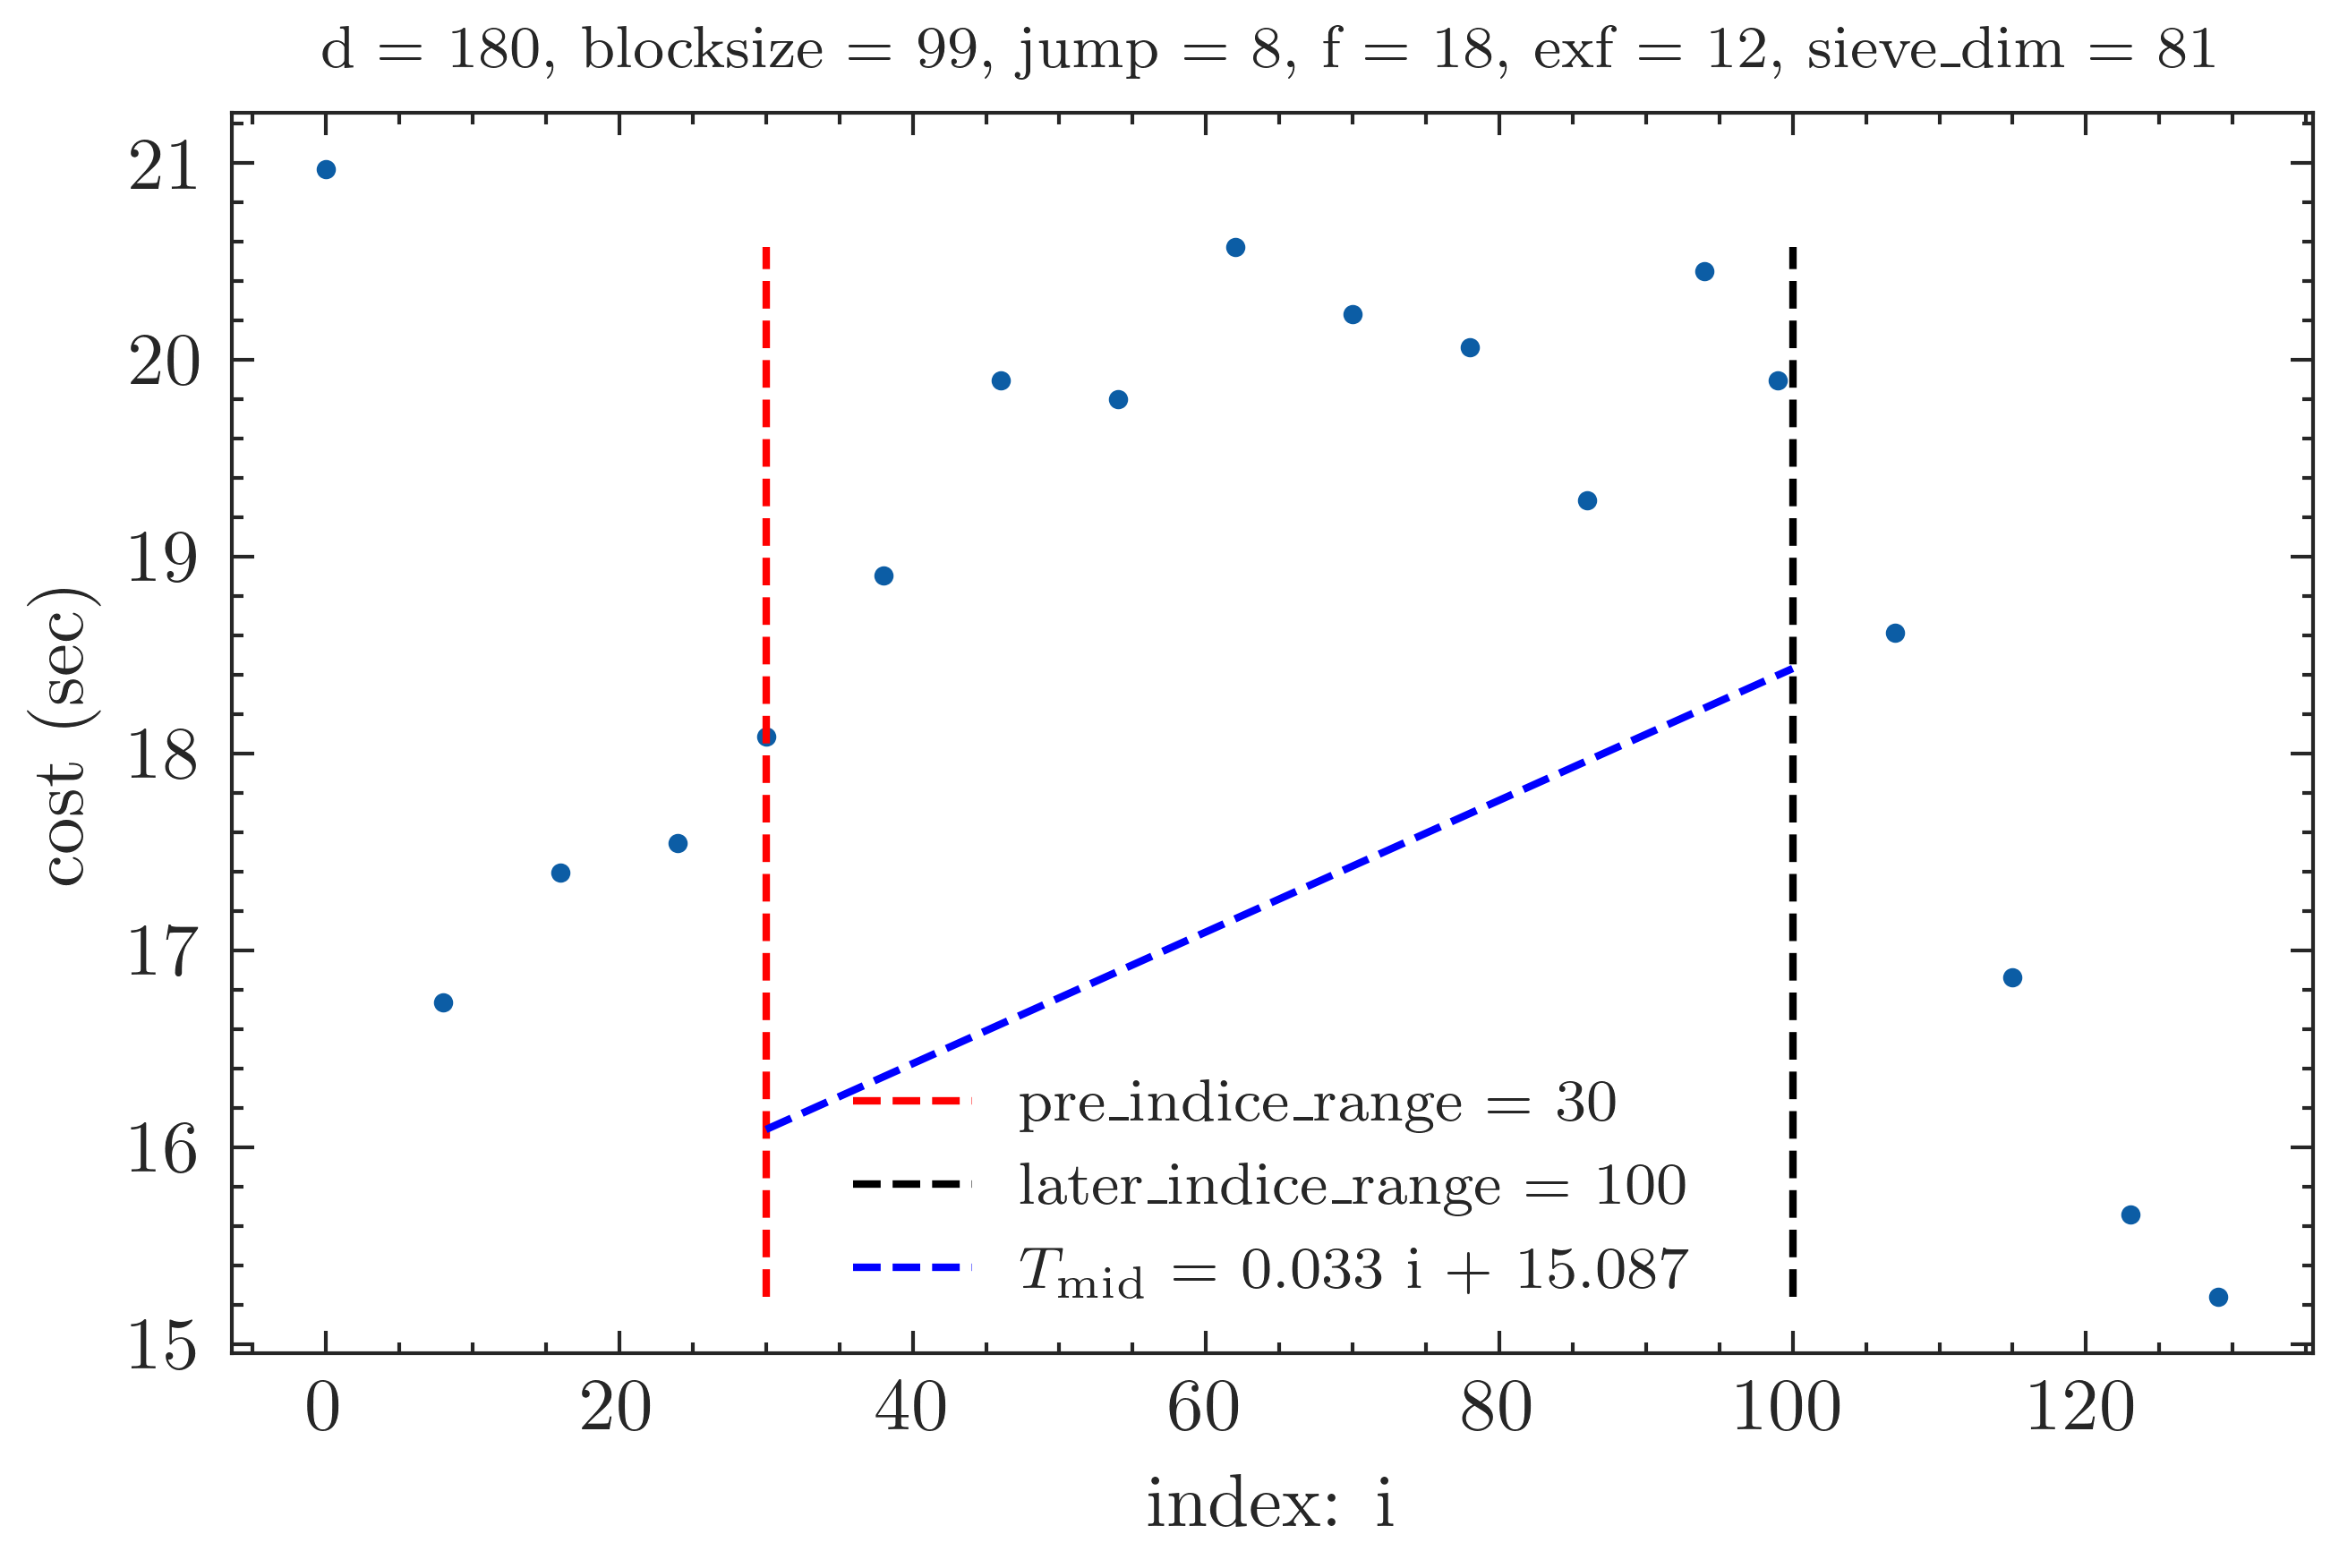 d = 180, blocksize = 99, jump = 8, f = 18, exf = 12, sieve_dim = 81
21
20
19
18
17
16
15
cost (sec)
pre_indice_range = 30
later_indice_range = 100
T_mid = 0.033 i + 15.087
0 20 40 60 80 100 120
index: i